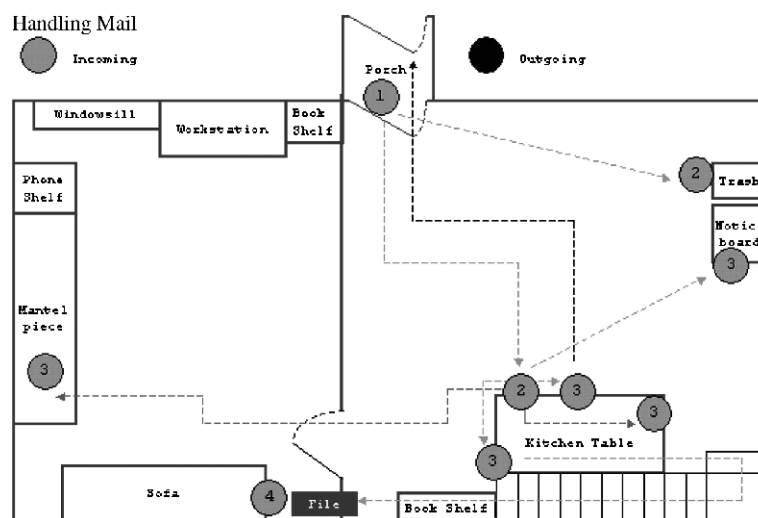 Handling Mail
Incoming
Outgoing
Porch
1
Windowsill
Workstation
Book
Shelf
2
Trash
Phone
Shelf
Notic
board
3
Mantel
piece
3
2
3
3
Kitchen Table
3
Sofa
4
File
Book Shelf